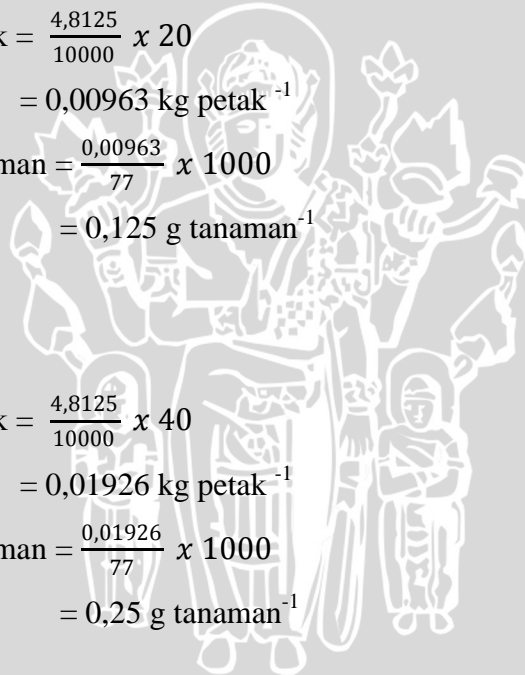 k = 4,8125/10000 x 20
= 0,00963 kg petak ⁻¹
man = 0,00963/77 x 1000
= 0,125 g tanaman⁻¹
k = 4,8125/10000 x 40
= 0,01926 kg petak ⁻¹
man = 0,01926/77 x 1000
= 0,25 g tanaman⁻¹